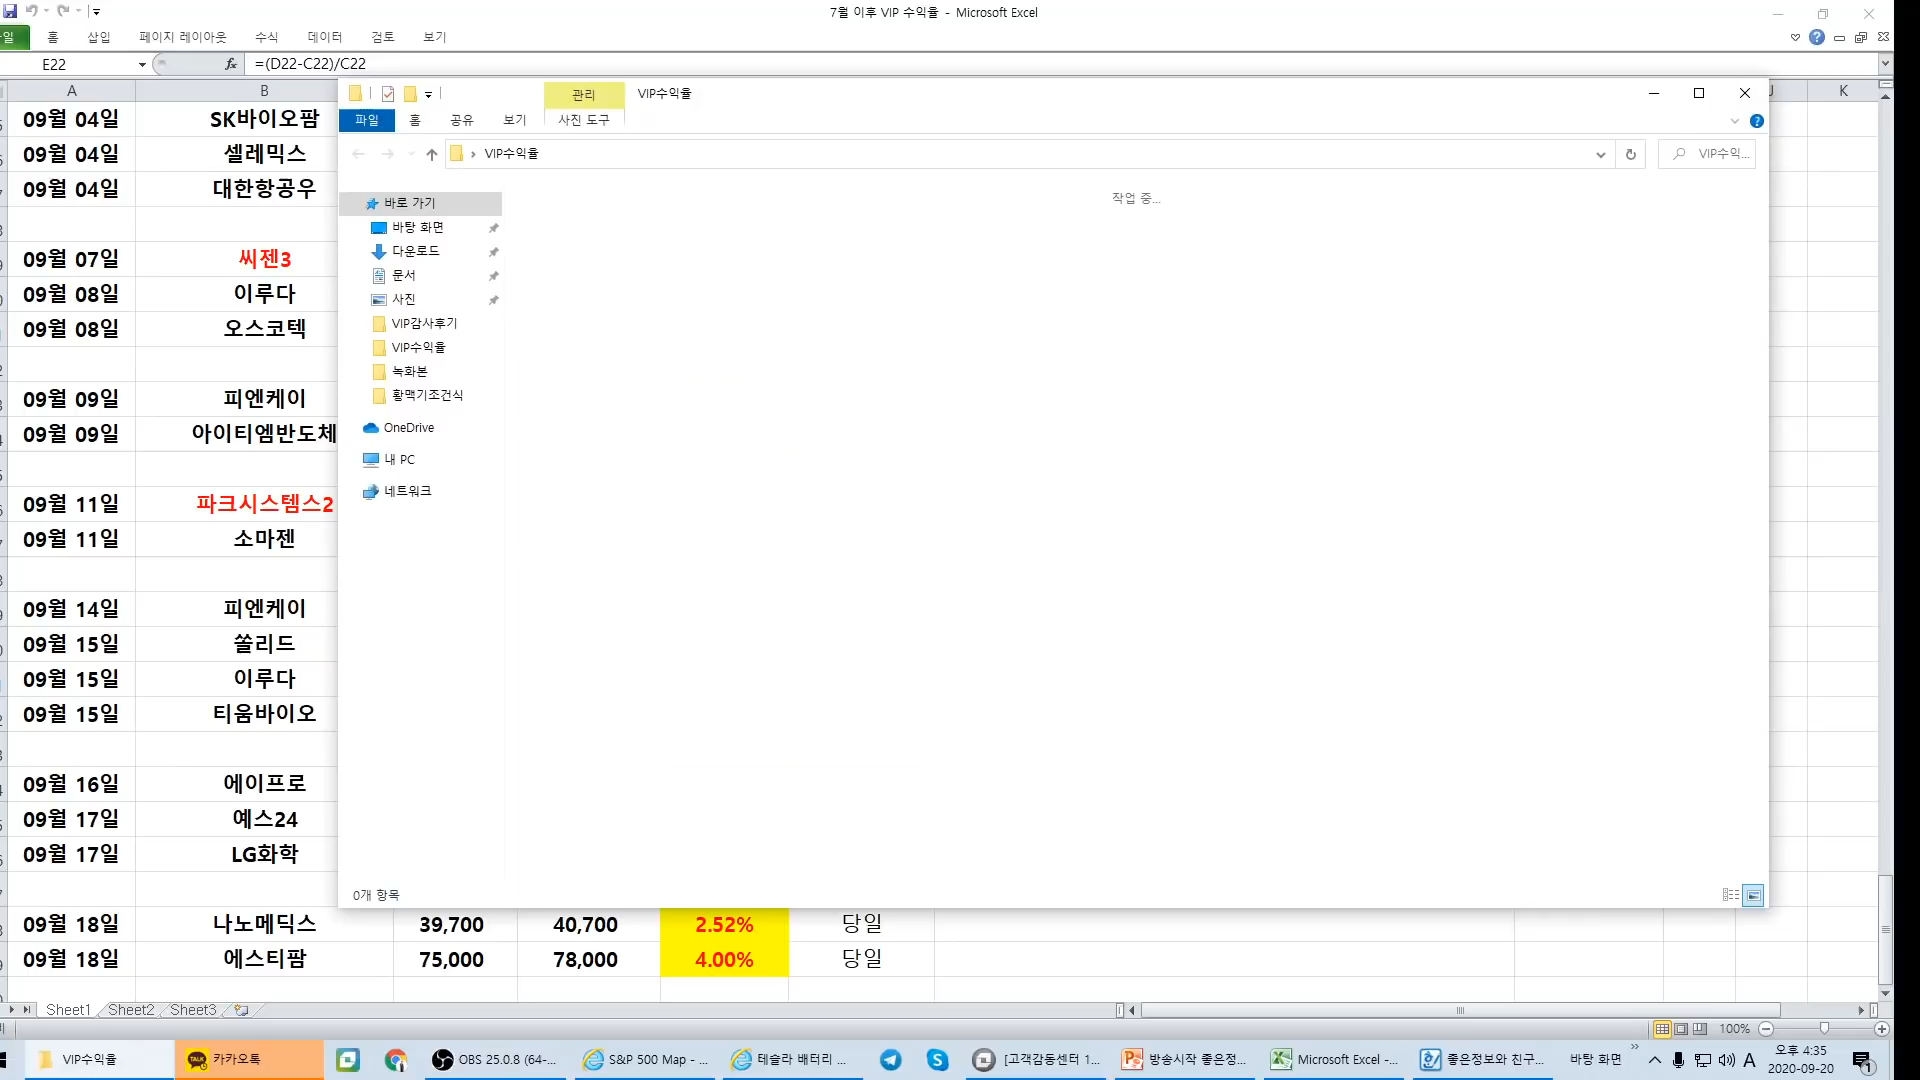 7월 이후 VIP 수익율 - Microsoft Excel
홈 삽입 페이지 레이아웃 수식 데이터 검토 보기
E22 fx =(D22-C22)/C22
A B J K
관리 VIP수익율
파일 홈 공유 보기 사진 도구
VIP수익율 VIP수익...
작업 중...
바로 가기
바탕 화면
다운로드
문서
사진
VIP감사후기
VIP수익율
녹화본
황맥기조건식
OneDrive
내 PC
네트워크
0개 항목
09월 04일 SK바이오팜
09월 04일 셀레믹스
09월 04일 대한항공우
09월 07일 씨젠3
09월 08일 이루다
09월 08일 오스코텍
09월 09일 피엔케이
09월 09일 아이티엠반도체
09월 11일 파크시스템스2
09월 11일 소마젠
09월 14일 피엔케이
09월 15일 쏠리드
09월 15일 이루다
09월 15일 티움바이오
09월 16일 에이프로
09월 17일 예스24
09월 17일 LG화학
09월 18일 나노메딕스 39,700 40,700 2.52% 당일
09월 18일 에스티팜 75,000 78,000 4.00% 당일
Sheet1 Sheet2 Sheet3
100%
VIP수익율 카카오톡 OBS 25.0.8 (64-... S&P 500 Map - ... 테슬라 배터리 ... [고객감동센터 1... 방송시작 좋은정... Microsoft Excel -... 좋은정보와 친구... 바탕 화면 A 오후 4:35
2020-09-20